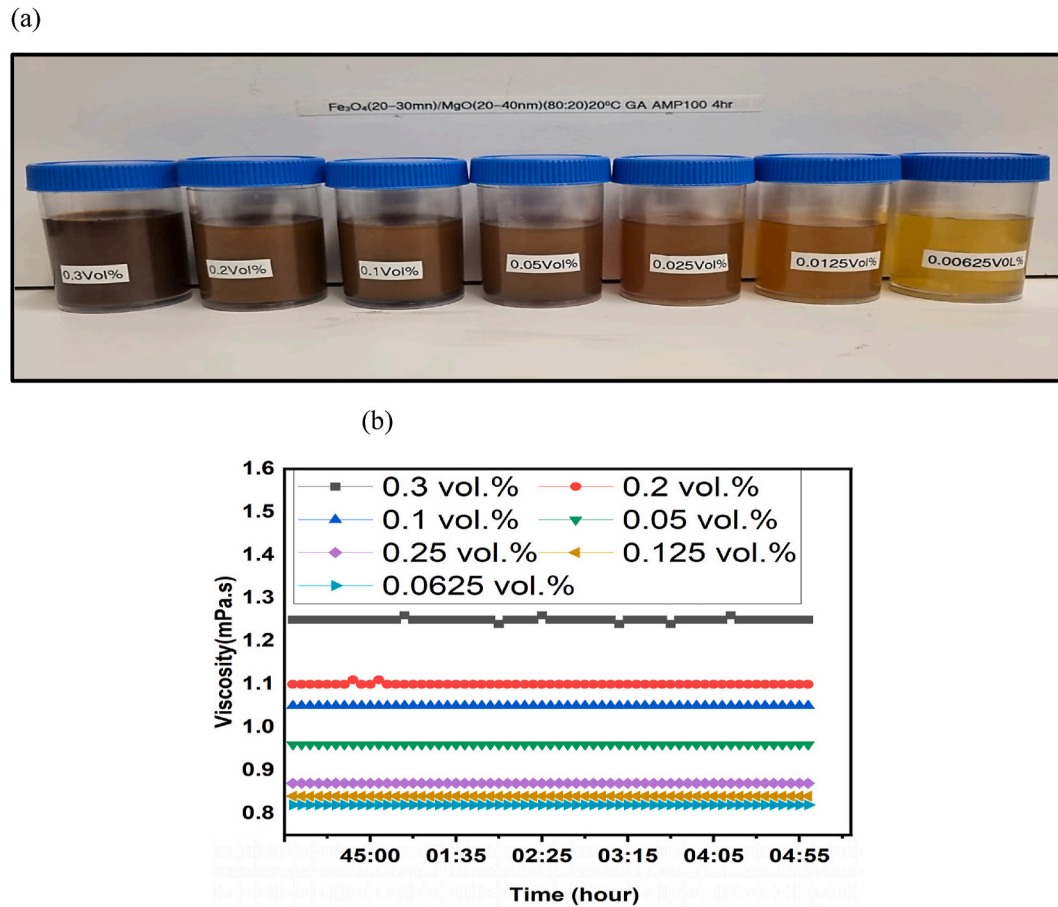 (a)
Fe₃O₄(20-30mn)/MgO(20-40nm)(80:20)20ºC GA AMP100 4hr
0.3Vol%
0.2Vol%
0.1Vol%
0.05Vol%
0.025Vol%
0.0125Vol%
0.00625V0L%
(b)
1.6
1.5
1.4
1.3
1.2
1.1
1.0
0.9
0.8
Viscosity(mPa.s)
0.3 vol.% 0.2 vol.%
0.1 vol.% 0.05 vol.%
0.25 vol.% 0.125 vol.%
0.0625 vol.%
45:00 01:35 02:25 03:15 04:05 04:55
Time (hour)